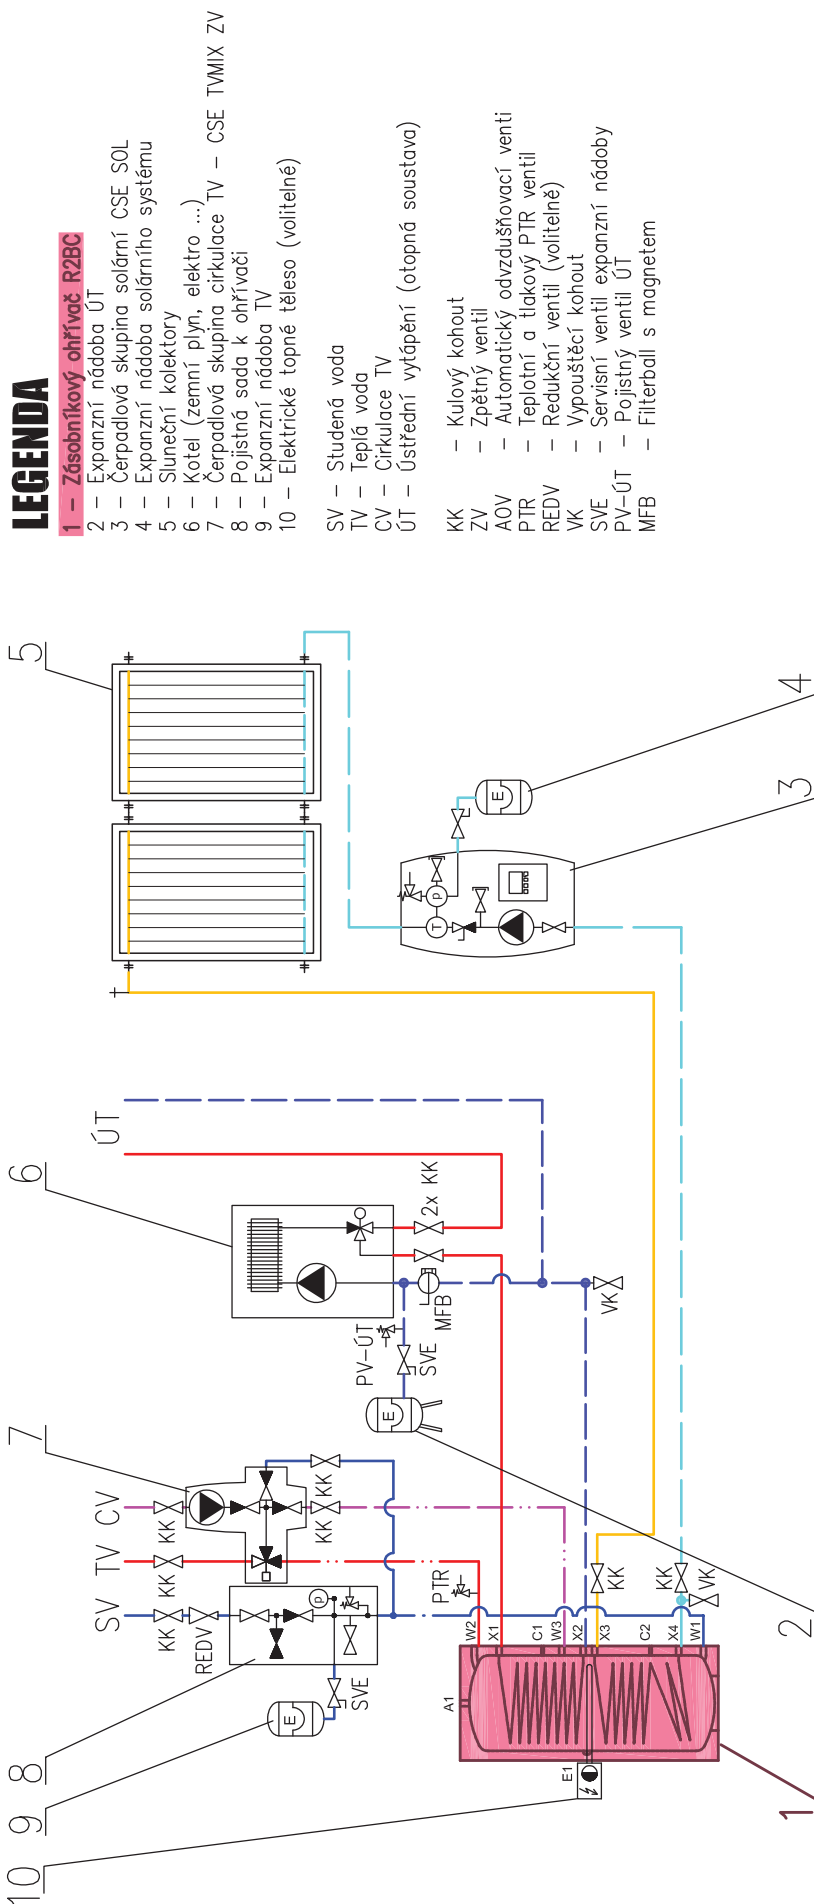 LEGENDA
1 – Zásobníkový ohřívač R2BC
2 – Expanzní nádoba ÚT
3 – Čerpadlová skupina solární CSE SOL
4 – Expanzní nádoba solárního systému
5 – Sluneční kolektory
6 – Kotel (zemní plyn, elektro ...)
7 – Čerpadlová skupina cirkulace TV – CSE TVMIX ZV
8 – Pojistná sada k ohřívači
9 – Expanzní nádoba TV
10 – Elektrické topné těleso (volitelné)
SV – Studená voda
TV – Teplá voda
CV – Cirkulace TV
ÚT – Ústřední vytápění (otopná soustava)
KK – Kulový kohout
ZV – Zpětný ventil
AOV – Automatický odvzdušňovací venti
PTR – Teplotní a tlakový PTR ventil
REDV – Redukční ventil (volitelně)
VK – Vypouštěcí kohout
SVE – Servisní ventil expanzní nádoby
PV–ÚT – Pojistný ventil ÚT
MFB – Filterball s magnetem
10
9
8
7
6
5
SV
TV
CV
ÚT
KK
KK
KK
REDV
KK
KK
p
E
SVE
PV–ÚT
SVE
MFB
2x KK
E
VK
T
p
E
4
3
PTR
KK
KK
VK
A1
W2
X1
C1
W3
X2
X3
C2
X4
W1
E1
1
2